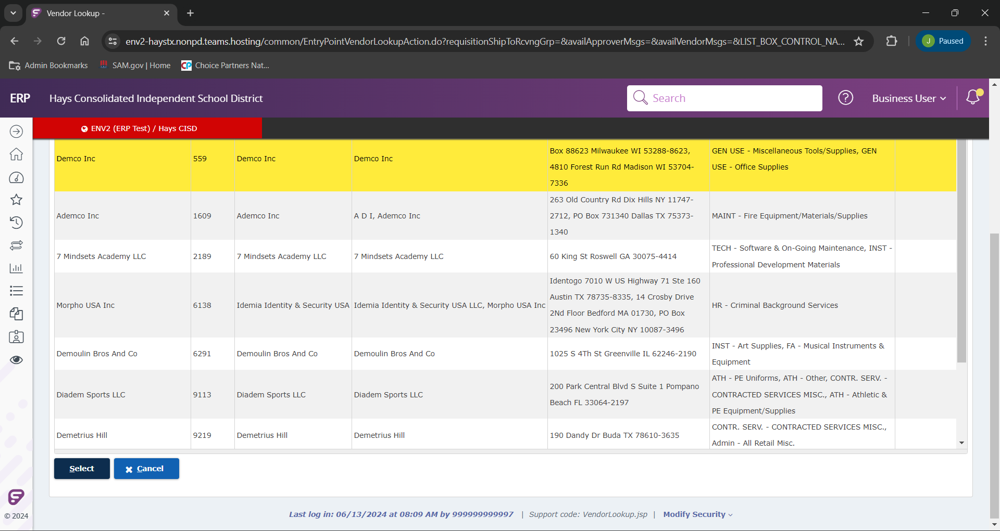 Vendor Lookup -
env2-haystx.nonpd.teams.hosting/common/EntryPointVendorLookupAction.do?requisitionShipToRcvngGrp=&availApproverMsgs=&availVendorMsgs=&LIST_BOX_CONTROL_NA...
J Paused
Admin Bookmarks SAM.gov | Home CP Choice Partners Nat...
ERP Hays Consolidated Independent School District Search ? Business User
ENV2 (ERP Test) / Hays CISD
Demco Inc 559 Demco Inc Demco Inc
Box 88623 Milwaukee WI 53288-8623,
4810 Forest Run Rd Madison WI 53704-
7336
GEN USE - Miscellaneous Tools/Supplies, GEN
USE - Office Supplies
Ademco Inc 1609 Ademco Inc A D I, Ademco Inc
263 Old Country Rd Dix Hills NY 11747-
2712, PO Box 731340 Dallas TX 75373-
1340
MAINT - Fire Equipment/Materials/Supplies
7 Mindsets Academy LLC 2189 7 Mindsets Academy LLC 7 Mindsets Academy LLC 60 King St Roswell GA 30075-4414
TECH - Software & On-Going Maintenance, INST -
Professional Development Materials
Morpho USA Inc 6138 Idemia Identity & Security USA Idemia Identity & Security USA LLC, Morpho USA Inc
Identogo 7010 W US Highway 71 Ste 160
Austin TX 78735-8335, 14 Crosby Drive
2Nd Floor Bedford MA 01730, PO Box
23496 New York City NY 10087-3496
HR - Criminal Background Services
Demoulin Bros And Co 6291 Demoulin Bros And Co Demoulin Bros And Co 1025 S 4Th St Greenville IL 62246-2190
INST - Art Supplies, FA - Musical Instruments &
Equipment
Diadem Sports LLC 9113 Diadem Sports LLC Diadem Sports LLC
200 Park Central Blvd S Suite 1 Pompano
Beach FL 33064-2197
ATH - PE Uniforms, ATH - Other, CONTR. SERV. -
CONTRACTED SERVICES MISC., ATH - Athletic &
PE Equipment/Supplies
Demetrius Hill 9219 Demetrius Hill Demetrius Hill 190 Dandy Dr Buda TX 78610-3635
CONTR. SERV. - CONTRACTED SERVICES MISC.,
Admin - All Retail Misc.
Select Cancel
© 2024
Last log in: 06/13/2024 at 08:09 AM by 999999999997 | Support code: VendorLookup.jsp | Modify Security